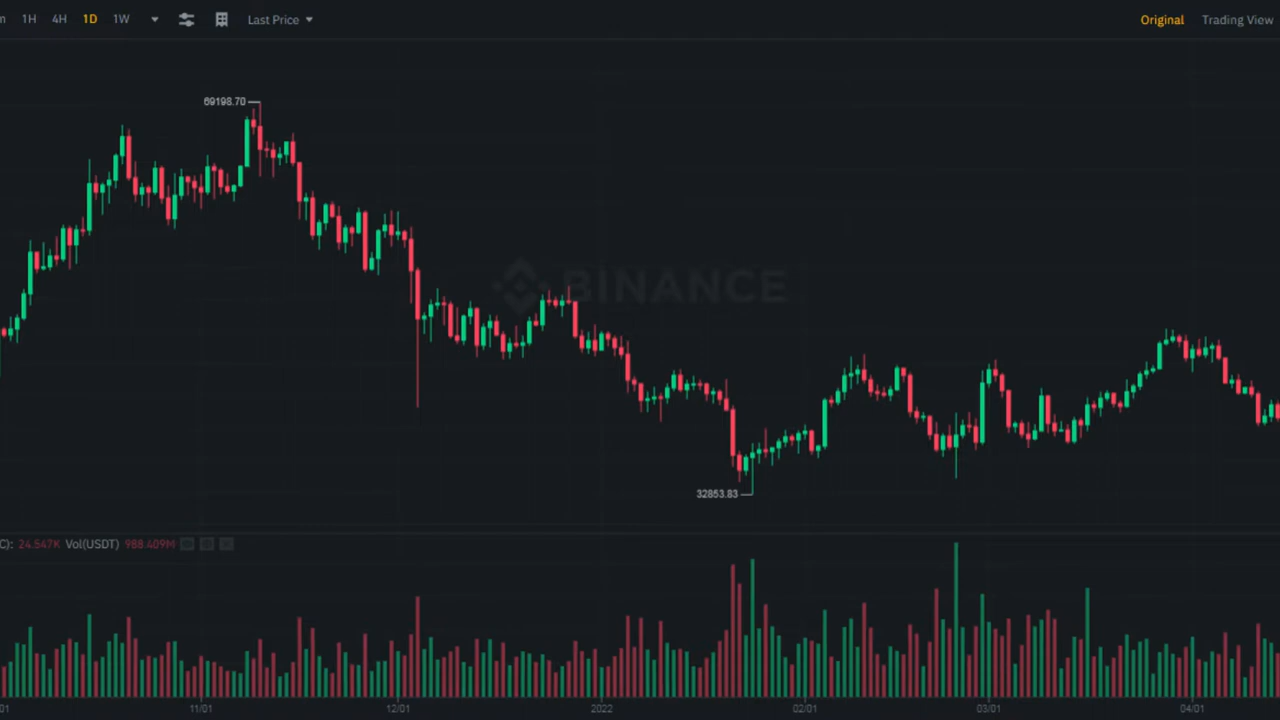 m 1H 4H 1D 1W Last Price Original Trading View
69198.70
BINANCE
32853.83
C): 24.547K Vol(USDT) 988.409M
01 11/01 12/01 2022 02/01 03/01 04/01